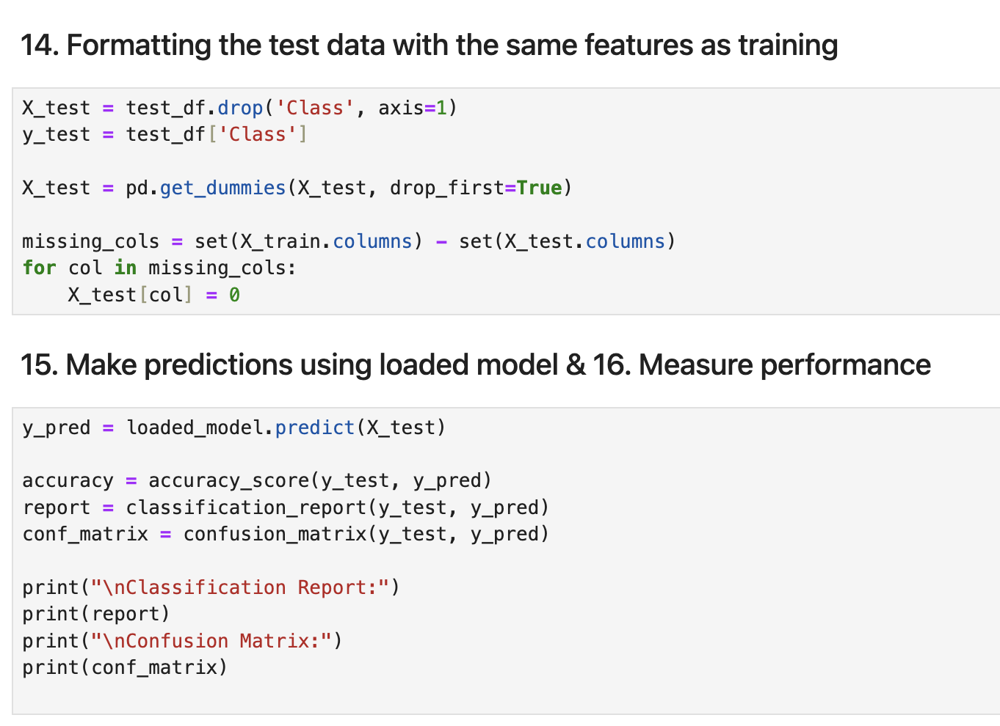 14. Formatting the test data with the same features as training
X_test = test_df.drop('Class', axis=1)
y_test = test_df['Class']
X_test = pd.get_dummies(X_test, drop_first=True)
missing_cols = set(X_train.columns) - set(X_test.columns)
for col in missing_cols:
    X_test[col] = 0
15. Make predictions using loaded model & 16. Measure performance
y_pred = loaded_model.predict(X_test)
accuracy = accuracy_score(y_test, y_pred)
report = classification_report(y_test, y_pred)
conf_matrix = confusion_matrix(y_test, y_pred)
print("\nClassification Report:")
print(report)
print("\nConfusion Matrix:")
print(conf_matrix)